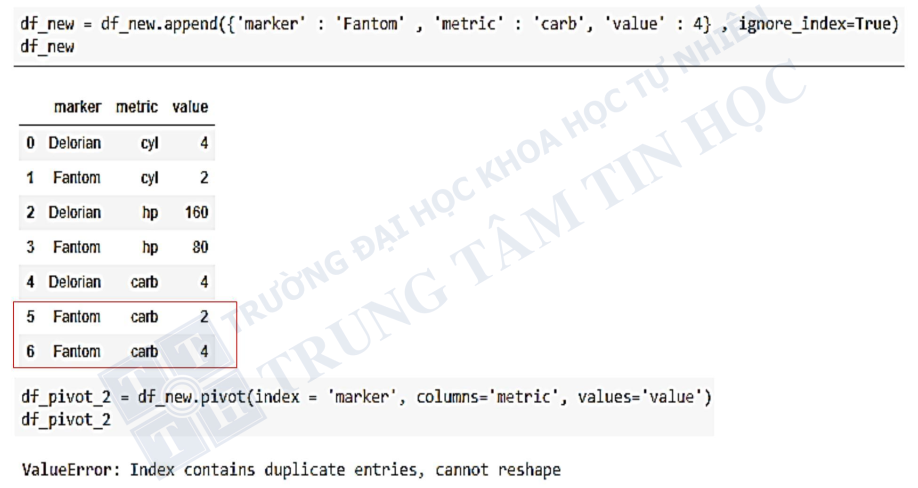 df_new = df_new.append({'marker' : 'Fantom' , 'metric' : 'carb', 'value' : 4} , ignore_index=True)
df_new
marker metric value
0 Delorian cyl 4
1 Fantom cyl 2
2 Delorian hp 160
3 Fantom hp 80
4 Delorian carb 4
5 Fantom carb 2
6 Fantom carb 4
df_pivot_2 = df_new.pivot(index = 'marker', columns='metric', values='value')
df_pivot_2
ValueError: Index contains duplicate entries, cannot reshape
TRƯỜNG ĐẠI HỌC KHOA HỌC TỰ NHIÊN
TRUNG TÂM TIN HỌC